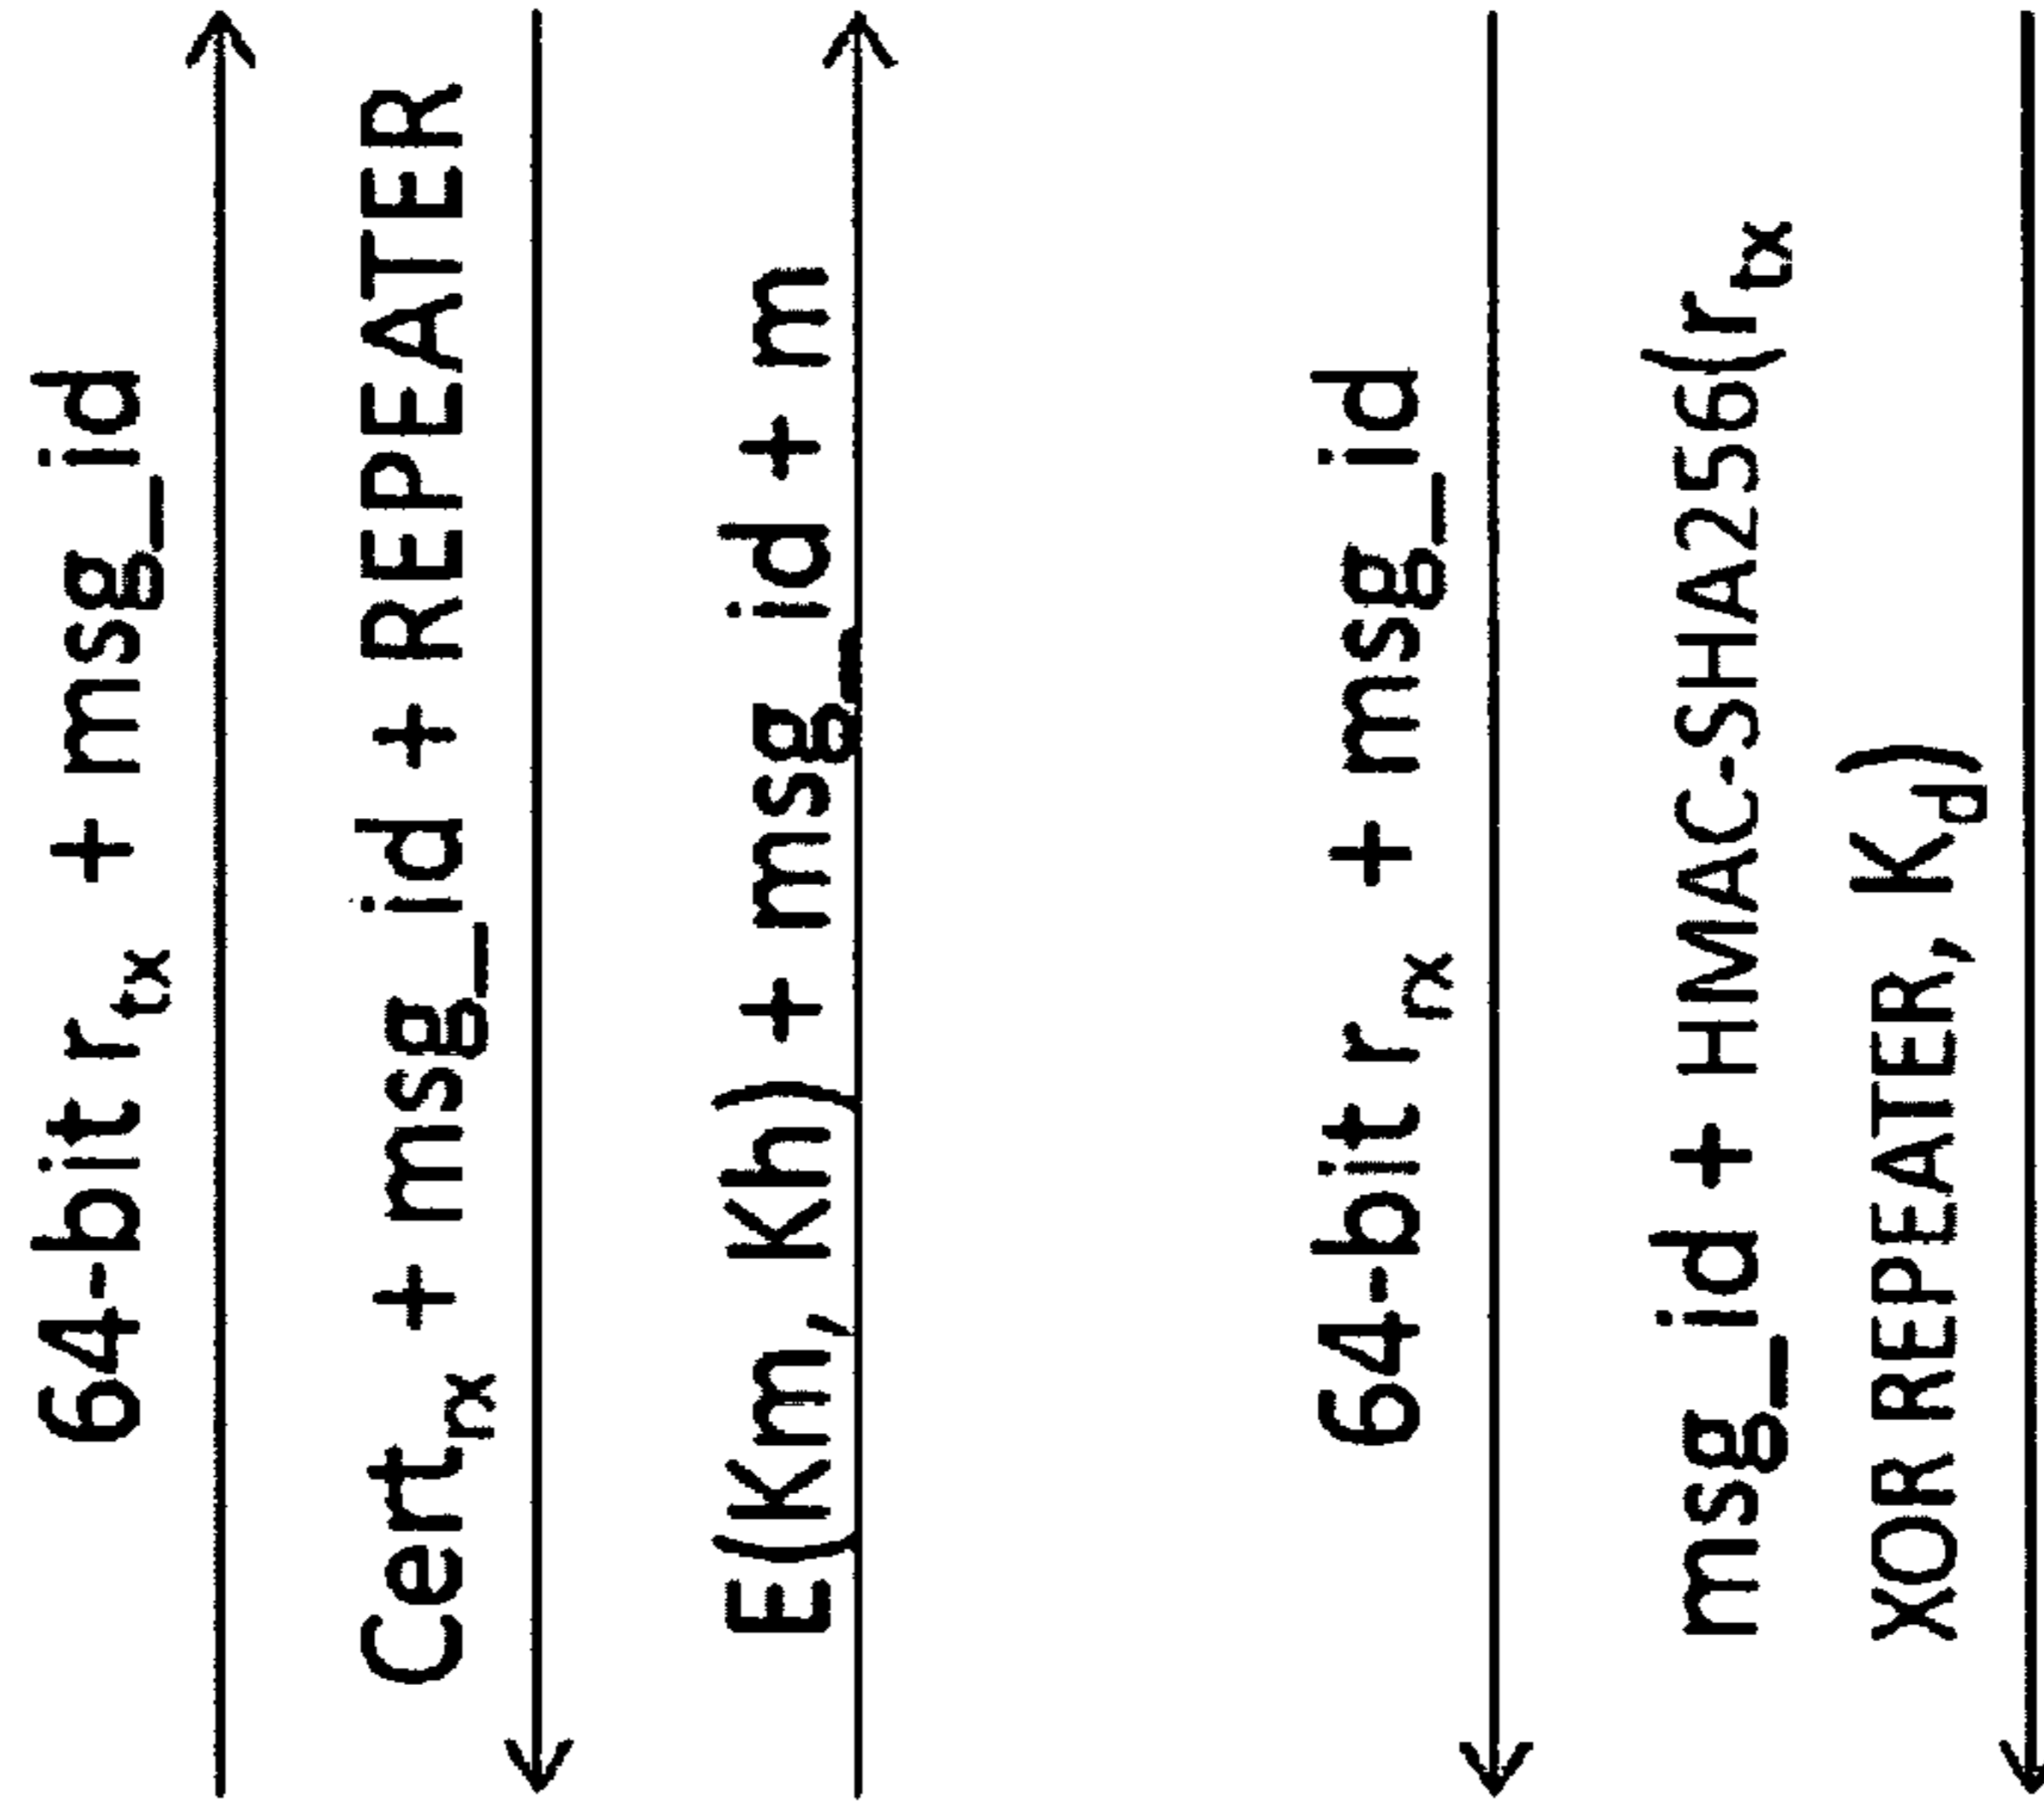 64-bit r_tx + msg_id
Cert_rx + msg_id + REPEATER
E(Km, Kh) + msg_id + m
64-bit r_rx + msg_id
msg_id + HMAC-SHA256(r_tx
XOR REPEATER, K_d)